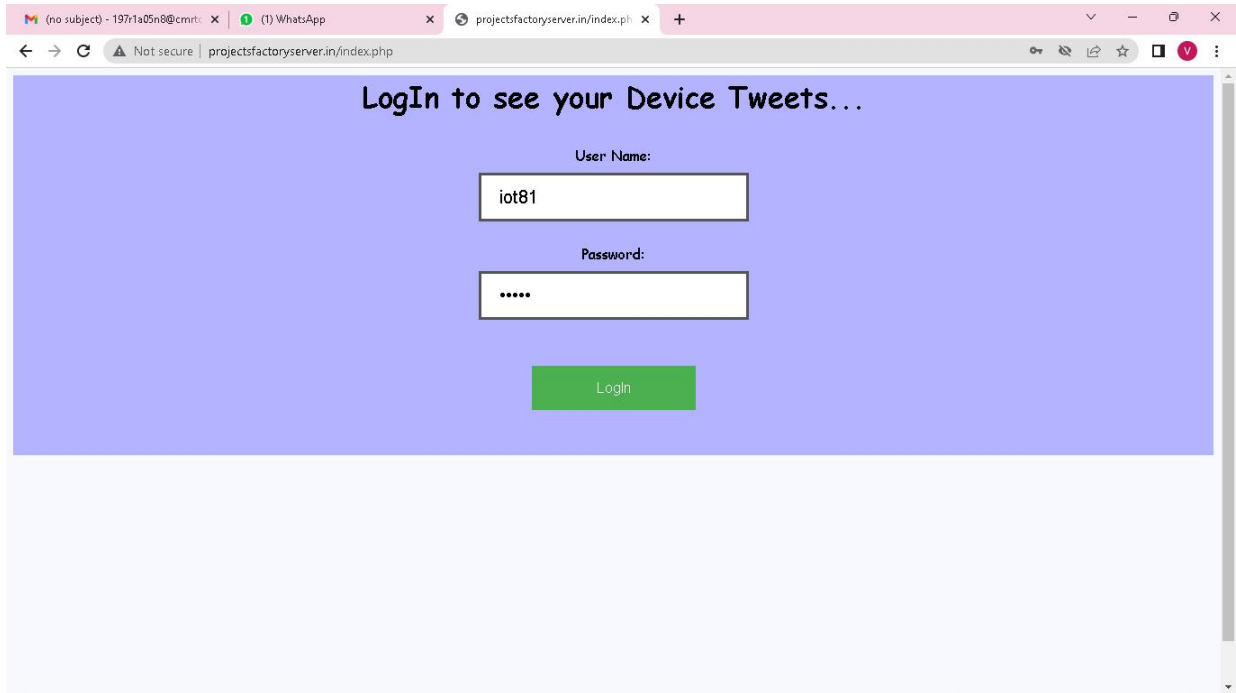 (no subject) - 197r1a05n8@cmrtc
(1) WhatsApp
projectsfactoryserver.in/index.ph
Not secure | projectsfactoryserver.in/index.php
V
LogIn to see your Device Tweets...
User Name:
iot81
Password:
•••••
LogIn